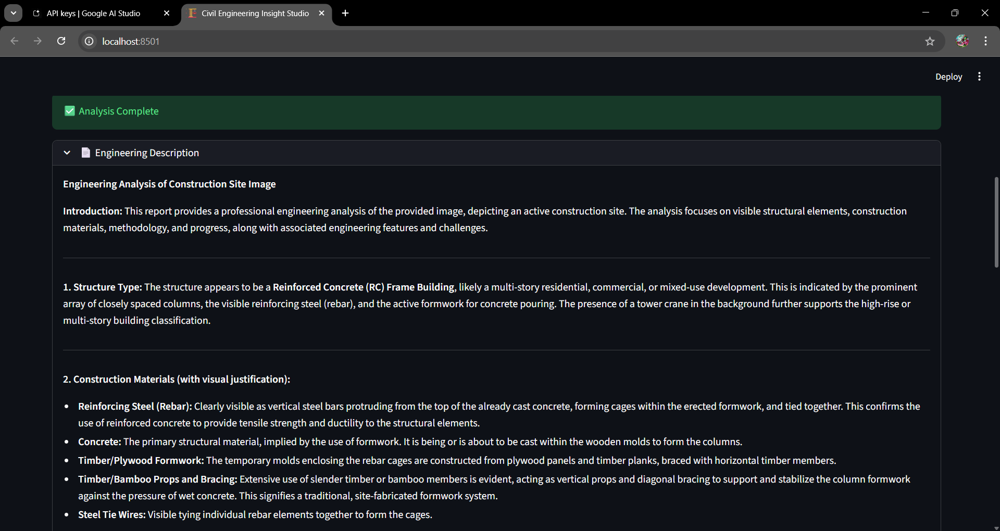 API keys | Google AI Studio
Civil Engineering Insight Studio
localhost:8501
Deploy
✅ Analysis Complete
Engineering Description
Engineering Analysis of Construction Site Image
Introduction: This report provides a professional engineering analysis of the provided image, depicting an active construction site. The analysis focuses on visible structural elements, construction
materials, methodology, and progress, along with associated engineering features and challenges.
1. Structure Type: The structure appears to be a Reinforced Concrete (RC) Frame Building, likely a multi-story residential, commercial, or mixed-use development. This is indicated by the prominent
array of closely spaced columns, the visible reinforcing steel (rebar), and the active formwork for concrete pouring. The presence of a tower crane in the background further supports the high-rise or
multi-story building classification.
2. Construction Materials (with visual justification):
• Reinforcing Steel (Rebar): Clearly visible as vertical steel bars protruding from the top of the already cast concrete, forming cages within the erected formwork, and tied together. This confirms the
use of reinforced concrete to provide tensile strength and ductility to the structural elements.
• Concrete: The primary structural material, implied by the use of formwork. It is being or is about to be cast within the wooden molds to form the columns.
• Timber/Plywood Formwork: The temporary molds enclosing the rebar cages are constructed from plywood panels and timber planks, braced with horizontal timber members.
• Timber/Bamboo Props and Bracing: Extensive use of slender timber or bamboo members is evident, acting as vertical props and diagonal bracing to support and stabilize the column formwork
against the pressure of wet concrete. This signifies a traditional, site-fabricated formwork system.
• Steel Tie Wires: Visible tying individual rebar elements together to form the cages.